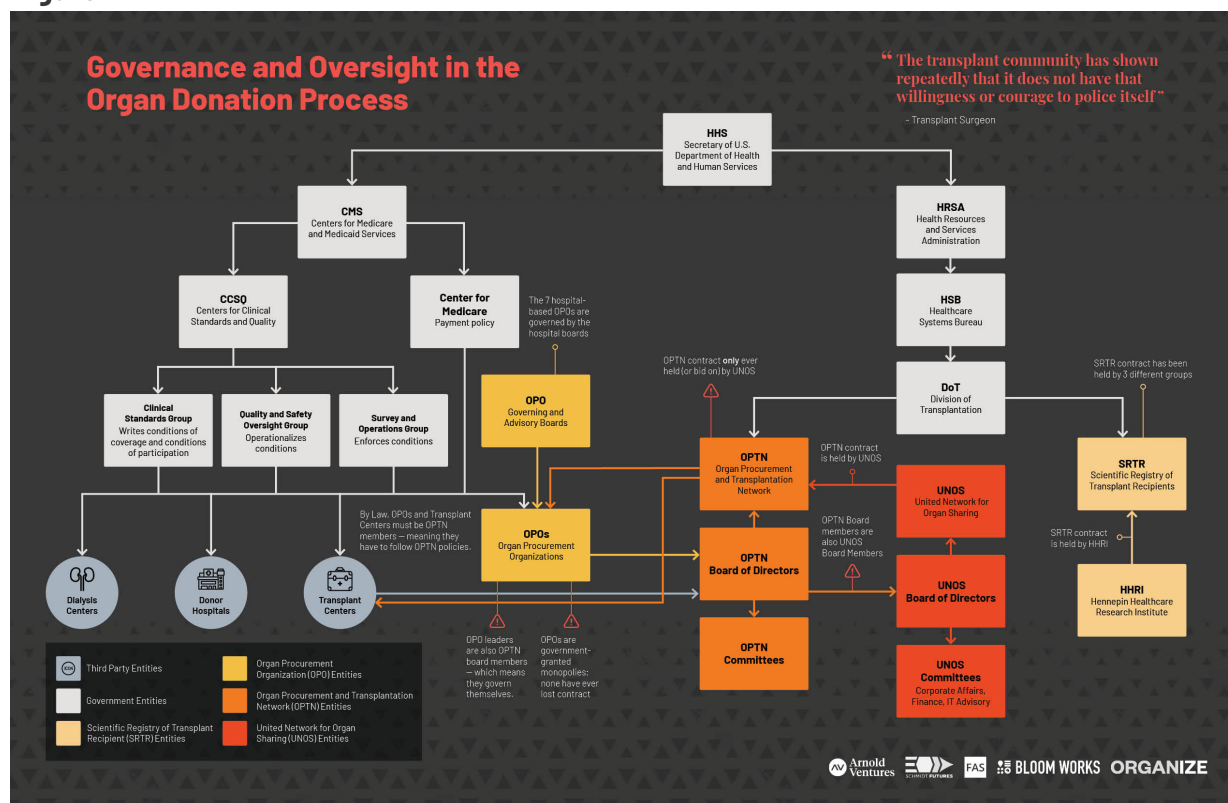 Governance and Oversight in the
Organ Donation Process
“ The transplant community has shown
repeatedly that it does not have that
willingness or courage to police itself ”
- Transplant Surgeon
HHS
Secretary of U.S.
Department of Health
and Human Services
CMS
Centers for Medicare
and Medicaid Services
HRSA
Health Resources
and Services
Administration
CCSQ
Centers for Clinical
Standards and Quality
Center for
Medicare
Payment policy
The 7 hospital-
based OPOs are
governed by the
hospital boards
HSB
Healthcare
Systems Bureau
OPTN contract only ever
held (or bid on) by UNOS
SRTR contract has been
held by 3 different groups
DoT
Division of
Transplantation
OPO
Governing and
Advisory Boards
Clinical
Standards Group
Writes conditions of
coverage and conditions
of participation
Quality and Safety
Oversight Group
Operationalizes
conditions
Survey and
Operations Group
Enforces conditions
OPTN
Organ Procurement
and Transplantation
Network
OPTN contract
is held by UNOS
UNOS
United Network for
Organ Sharing
SRTR
Scientific Registry of
Transplant Recipients
By Law, OPOs and Transplant
Centers must be OPTN
members — meaning they
have to follow OPTN policies.
OPOs
Organ Procurement
Organizations
OPTN Board
members are
also UNOS
Board Members
SRTR contract
is held by HHRI
OPTN
Board of Directors
UNOS
Board of Directors
HHRI
Hennepin Healthcare
Research Institute
Dialysis
Centers
Donor
Hospitals
Transplant
Centers
OPO leaders
are also OPTN
board members
— which means
they govern
themselves.
OPOs are
government-
granted
monopolies;
none have ever
lost contract
OPTN
Committees
UNOS
Committees
Corporate Affairs,
Finance, IT Advisory
ICON
Third Party Entities
Organ Procurement
Organization (OPO) Entities
Government Entities
Organ Procurement and Transplantation
Network (OPTN) Entities
Scientific Registry of Transplant
Recipient (SRTR) Entities
United Network for Organ
Sharing (UNOS) Entities
AV Arnold
Ventures
SCHMIDT FUTURES
FAS
BLOOM WORKS
ORGANIZE